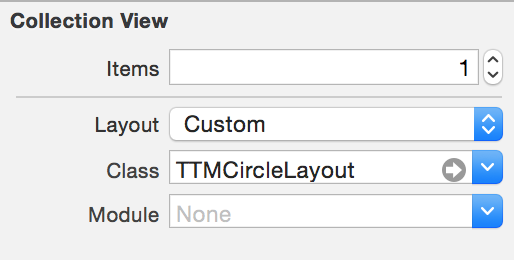 Collection View
Items 1
Layout Custom
Class TTMCircleLayout
Module None